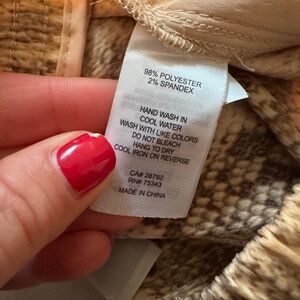 98% POLYESTER
2% SPANDEX
HAND WASH IN
COOL WATER
WASH WITH LIKE COLORS
DO NOT BLEACH
HANG TO DRY
COOL IRON ON REVERSE
CA# 28792
RN# 75343
MADE IN CHINA